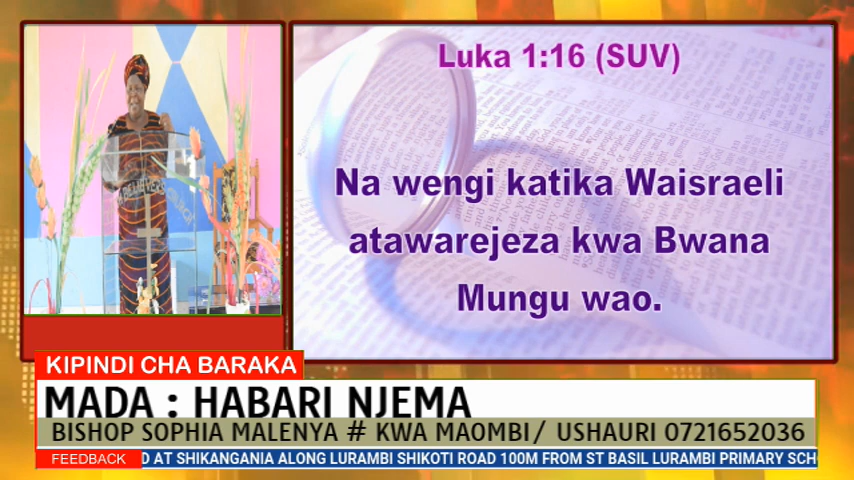 Luka 1:16 (SUV)
Na wengi katika Waisraeli
atawarejeza kwa Bwana
Mungu wao.
BELIEVERS
CHURCH
KIPINDI CHA BARAKA
MADA : HABARI NJEMA
BISHOP SOPHIA MALENYA # KWA MAOMBI/ USHAURI 0721652036
FEEDBACK
D AT SHIKANGANIA ALONG LURAMBI SHIKOTI ROAD 100M FROM ST BASIL LURAMBI PRIMARY SCH